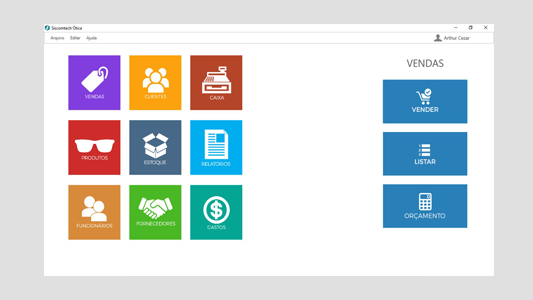 Siscomtech Ótica
Arquivo Editar Ajuda
Arthur Cezar
VENDAS
CLIENTES
CAIXA
PRODUTOS
ESTOQUE
RELATÓRIOS
FUNCIONÁRIOS
FORNECEDORES
GASTOS
VENDAS
VENDER
LISTAR
ORÇAMENTO